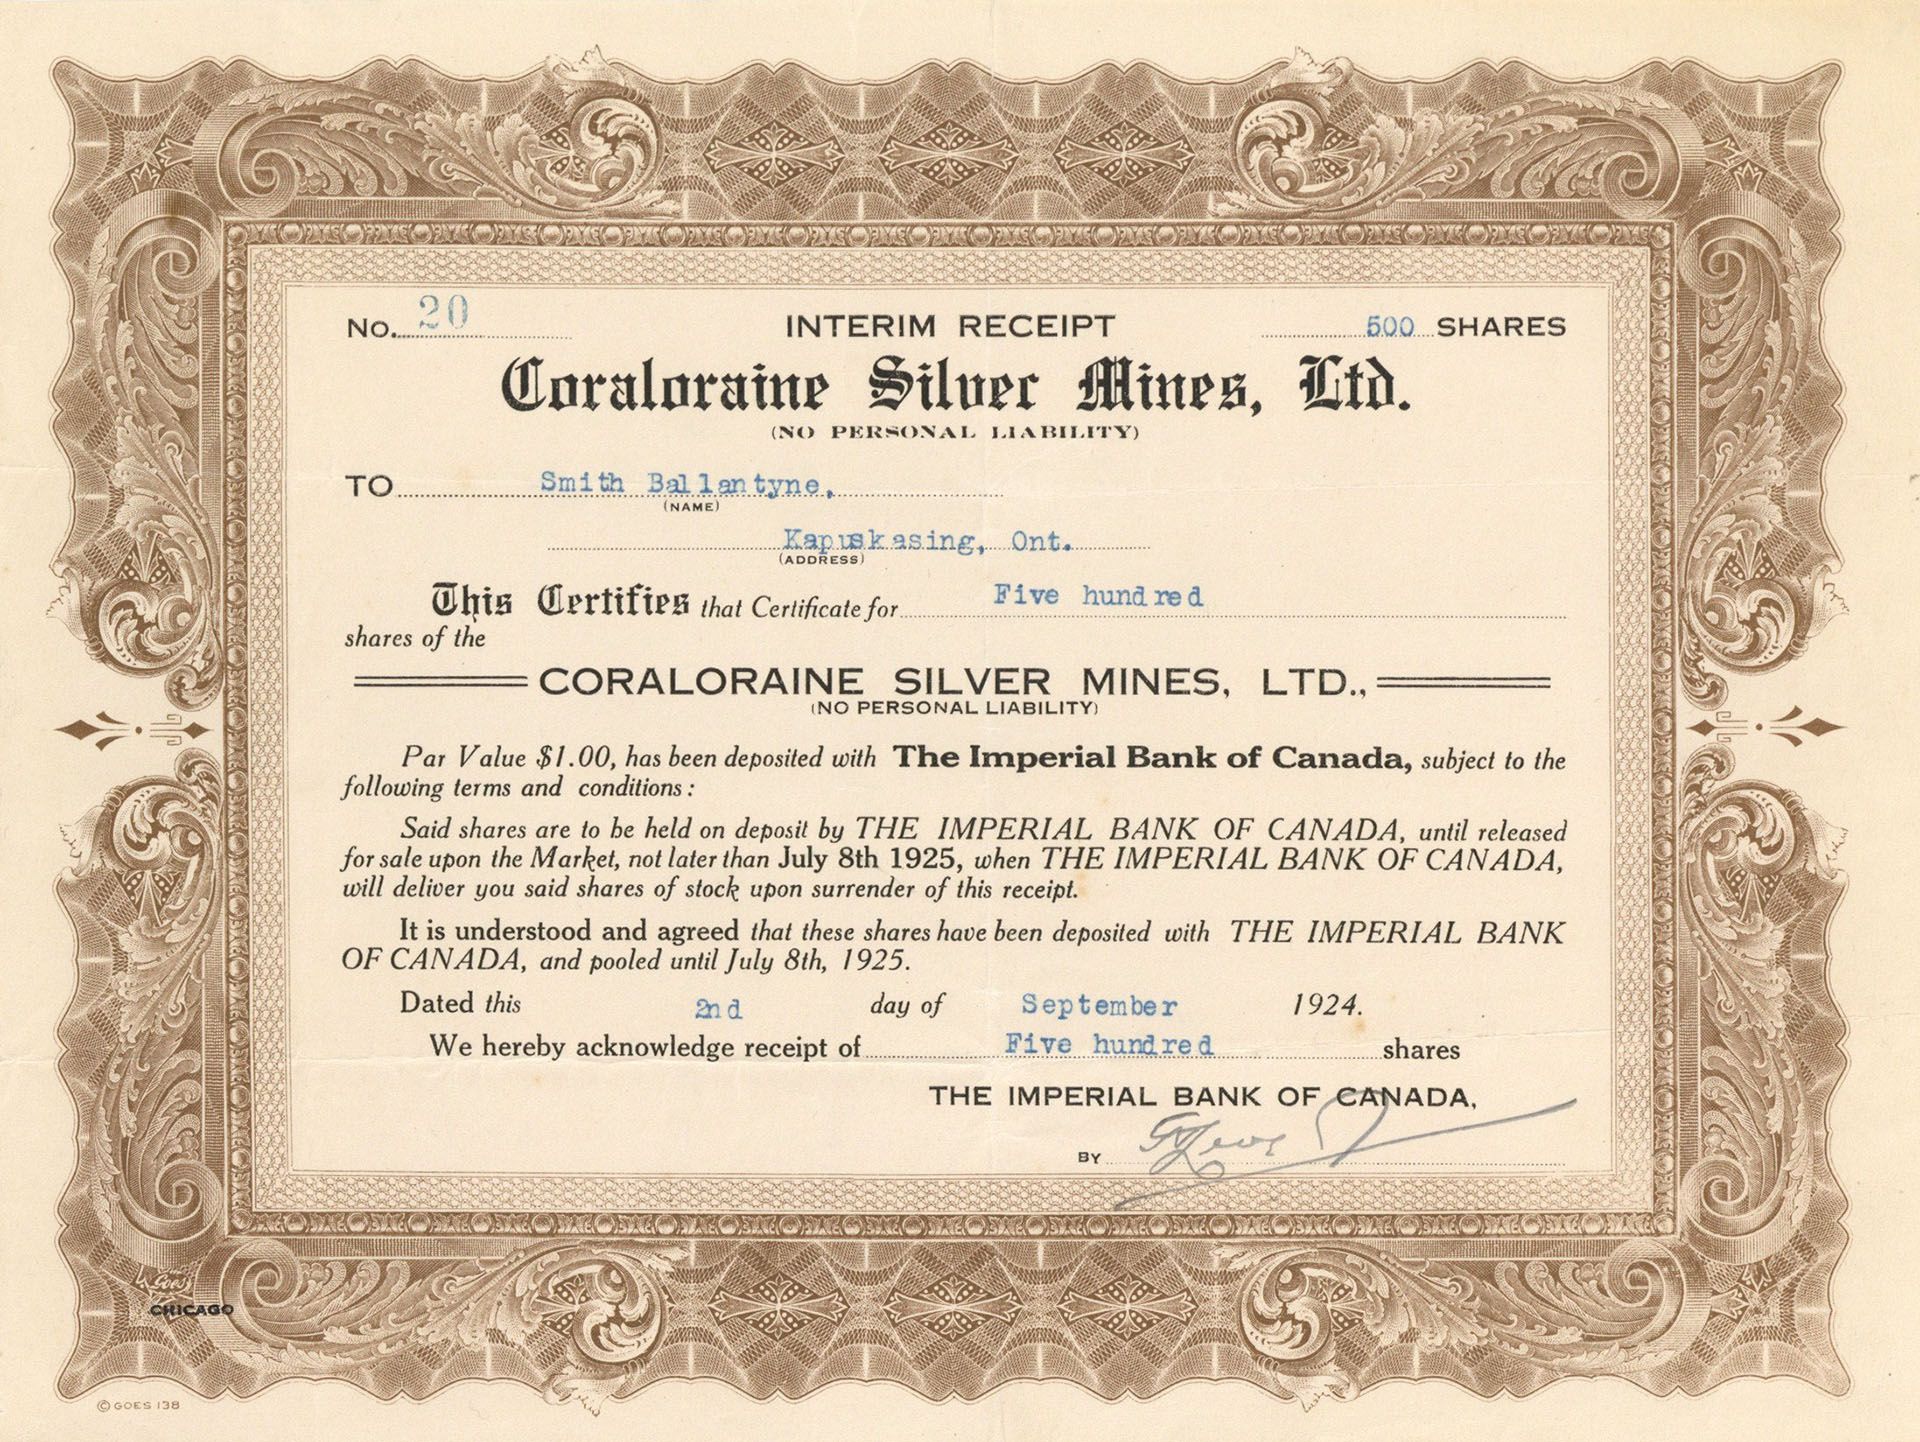 No. 20 INTERIM RECEIPT 500 SHARES
Coraloraine Silver Mines, Ltd.
(NO PERSONAL LIABILITY)
TO Smith Ballantyne,
(NAME)
Kapuskasing, Ont.
(ADDRESS)
This Certifies that Certificate for Five hundred
shares of the
CORALORAINE SILVER MINES, LTD.,
(NO PERSONAL LIABILITY)
Par Value $1.00, has been deposited with The Imperial Bank of Canada, subject to the
following terms and conditions:
Said shares are to be held on deposit by THE IMPERIAL BANK OF CANADA, until released
for sale upon the Market, not later than July 8th 1925, when THE IMPERIAL BANK OF CANADA,
will deliver you said shares of stock upon surrender of this receipt.
It is understood and agreed that these shares have been deposited with THE IMPERIAL BANK
OF CANADA, and pooled until July 8th, 1925.
Dated this 2nd day of September 1924.
We hereby acknowledge receipt of Five hundred shares
THE IMPERIAL BANK OF CANADA,
BY
Goes
CHICAGO
© GOES 138